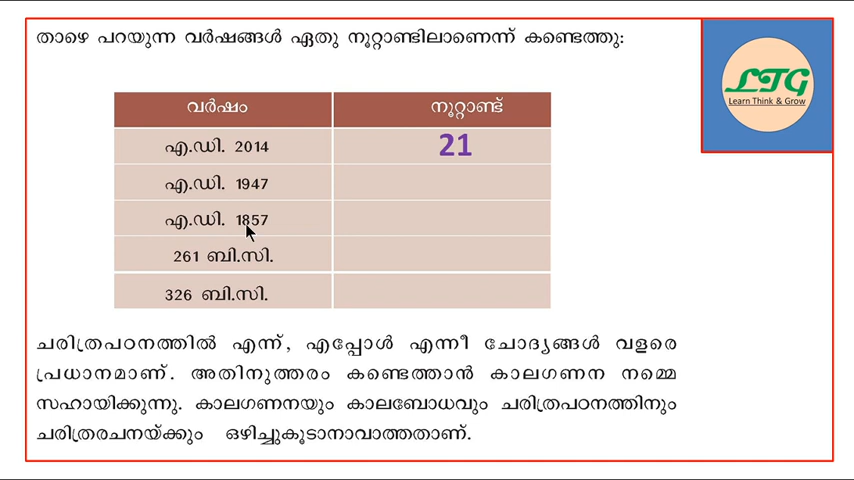 താഴെ പറയുന്ന വർഷങ്ങൾ ഏതു നൂറ്റാണ്ടിലാണെന്ന് കണ്ടെത്തു:
LTG
Learn Think & Grow
വർഷം നൂറ്റാണ്ട്
എ.ഡി. 2014 21
എ.ഡി. 1947
എ.ഡി. 1857
261 ബി.സി.
326 ബി.സി.
ചരിത്രപഠനത്തിൽ എന്ന്, എപ്പോൾ എന്നീ ചോദ്യങ്ങൾ വളരെ
പ്രധാനമാണ്. അതിനുത്തരം കണ്ടെത്താൻ കാലഗണന നമ്മെ
സഹായിക്കുന്നു. കാലഗണനയും കാലബോധവും ചരിത്രപഠനത്തിനും
ചരിത്രരചനയ്ക്കും ഒഴിച്ചുകൂടാനാവാത്തതാണ്.